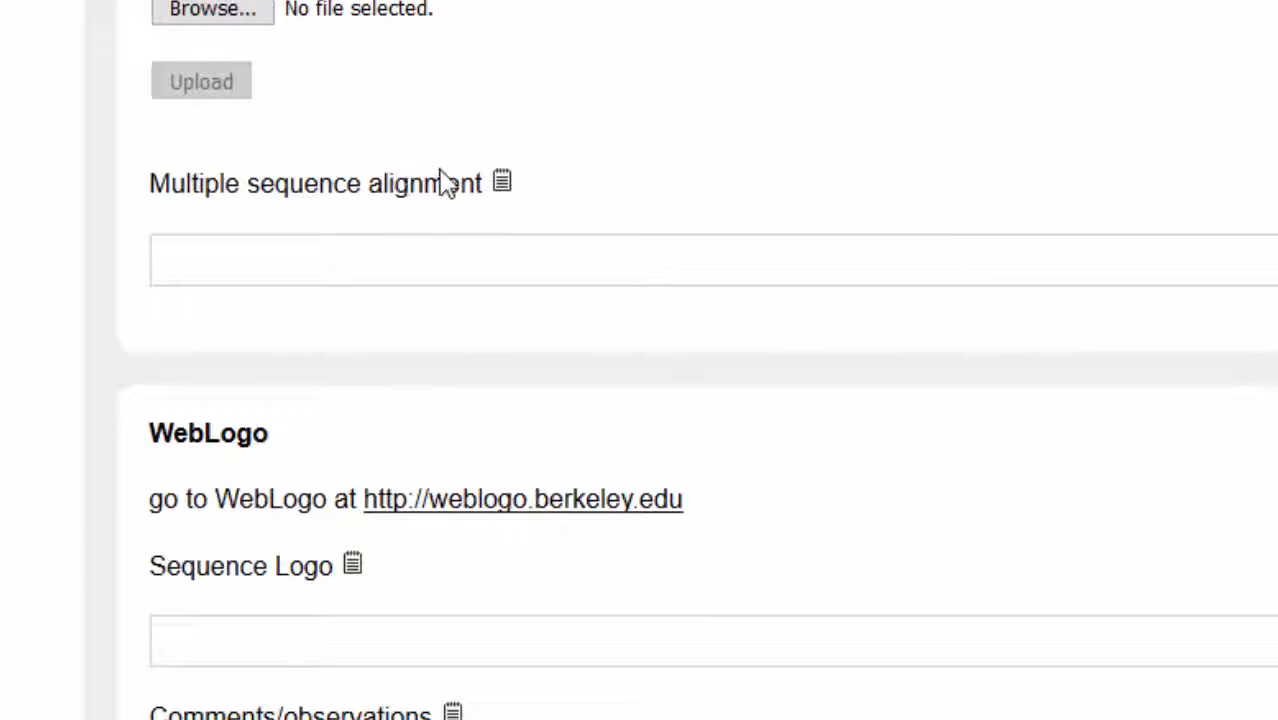 Browse... No file selected.
Upload
Multiple sequence alignment
WebLogo
go to WebLogo at http://weblogo.berkeley.edu
Sequence Logo
Comments/observations